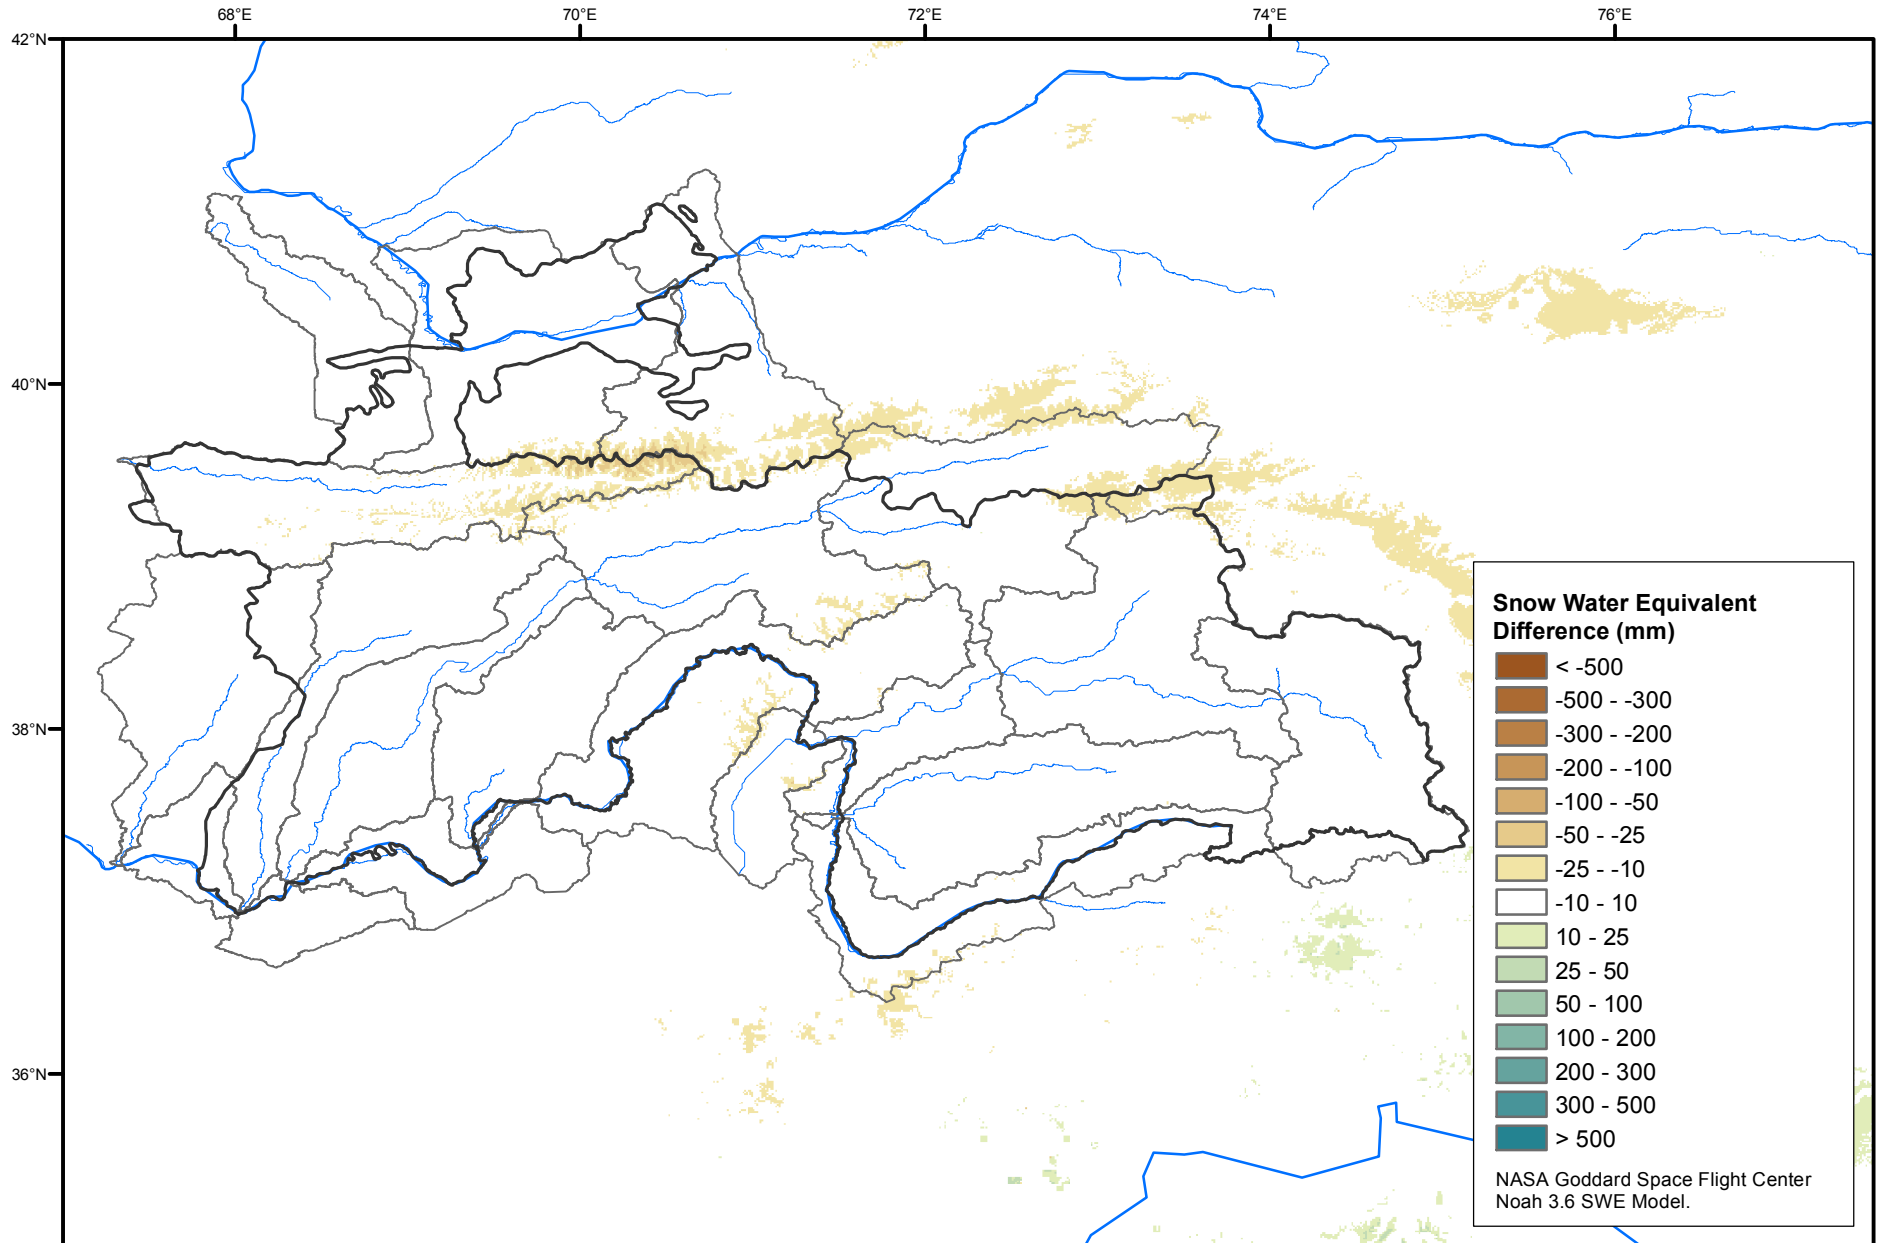 68°E
70°E
72°E
74°E
76°E
42°N
40°N
38°N
36°N
Snow Water Equivalent
Difference (mm)
< -500
-500 - -300
-300 - -200
-200 - -100
-100 - -50
-50 - -25
-25 - -10
-10 - 10
10 - 25
25 - 50
50 - 100
100 - 200
200 - 300
300 - 500
> 500
NASA Goddard Space Flight Center
Noah 3.6 SWE Model.